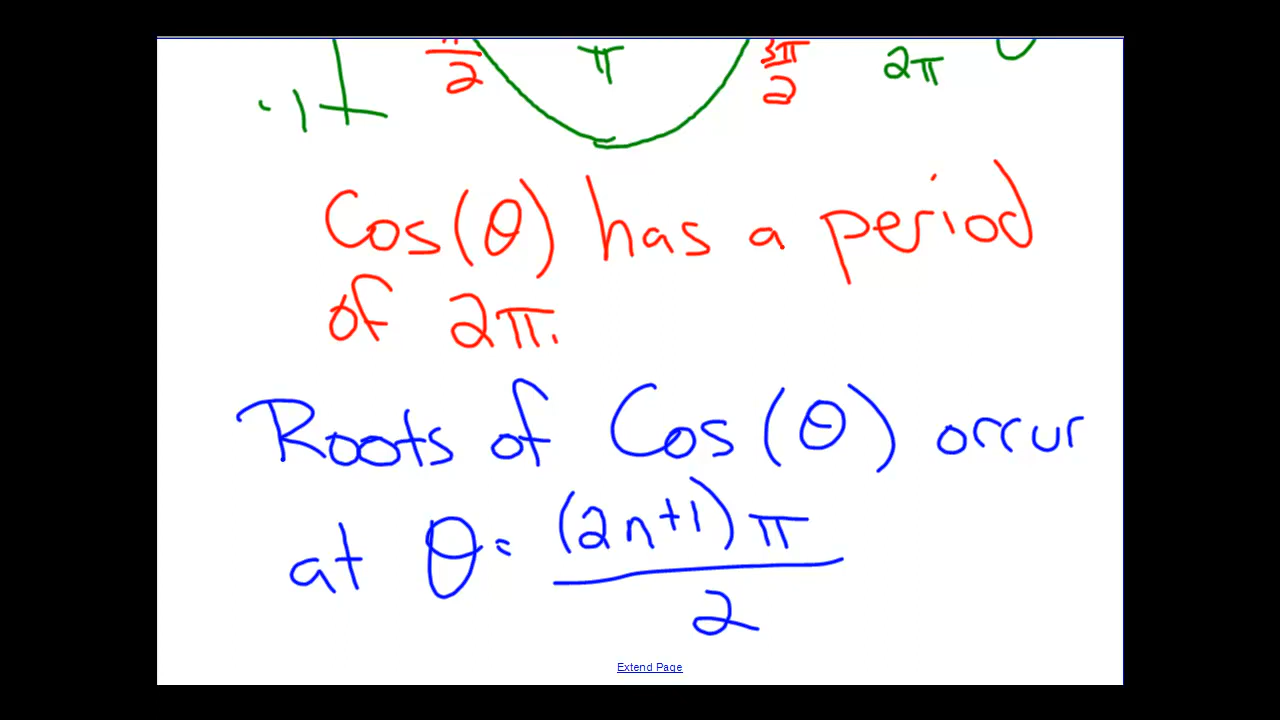 π/2 π 3π/2 2π
-1
Cos(θ) has a period
of 2π.
Roots of Cos(θ) occur
at θ = (2n+1)π/2
Extend Page